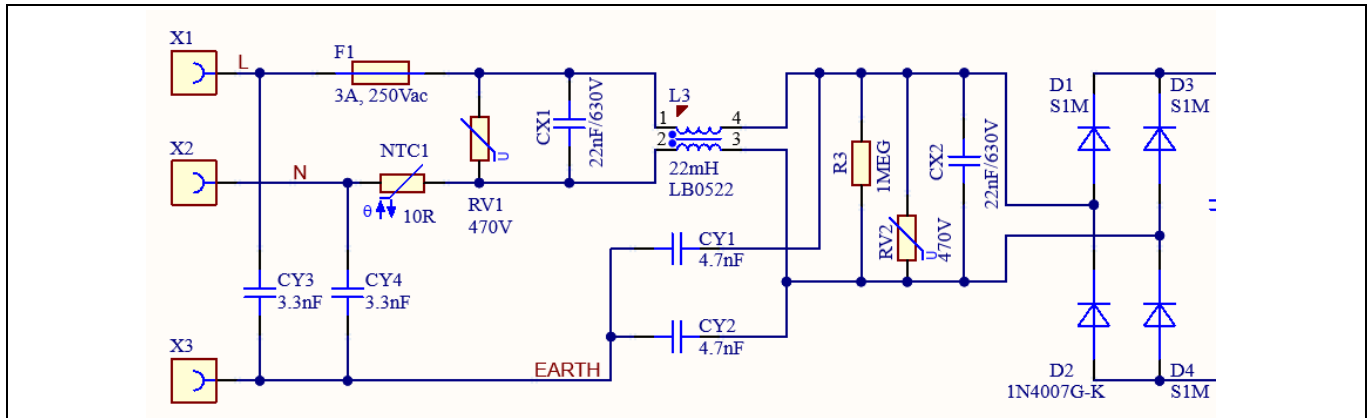 X1
L
F1
3A, 250Vac
X2
N
NTC1
θ
10R
U
RV1
470V
CX1
22nF/630V
L3
1
2
4
3
22mH
LB0522
R3
1MEG
RV2
470V
U
CX2
22nF/630V
D1
S1M
D3
S1M
CY1
4.7nF
CY2
4.7nF
CY3
3.3nF
CY4
3.3nF
X3
EARTH
D2
1N4007G-K
D4
S1M